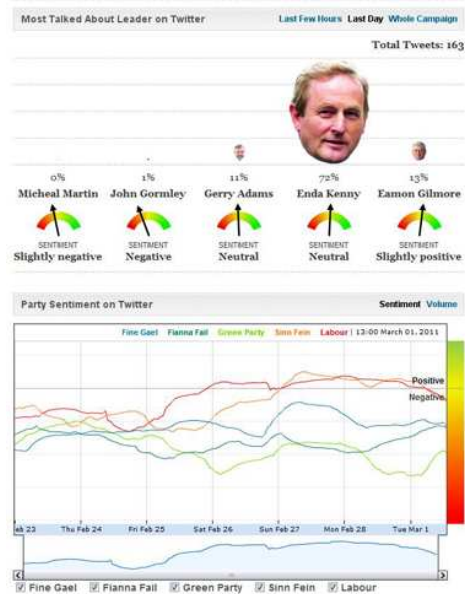 Most Talked About Leader on Twitter Last Few Hours Last Day Whole Campaign
Total Tweets: 163
0% 1% 11% 72% 13%
Micheal Martin John Gormley Gerry Adams Enda Kenny Eamon Gilmore
SENTIMENT SENTIMENT SENTIMENT SENTIMENT SENTIMENT
Slightly negative Negative Neutral Neutral Slightly positive
Party Sentiment on Twitter Sentiment Volume
Fine Gael Fianna Fail Green Party Sinn Fein Labour | 13:00 March 01, 2011
Positive
Negative
eb 23 Thu Feb 24 Fri Feb 25 Sat Feb 26 Sun Feb 27 Mon Feb 28 Tue Mar 1
Fine Gael Fianna Fail Green Party Sinn Fein Labour